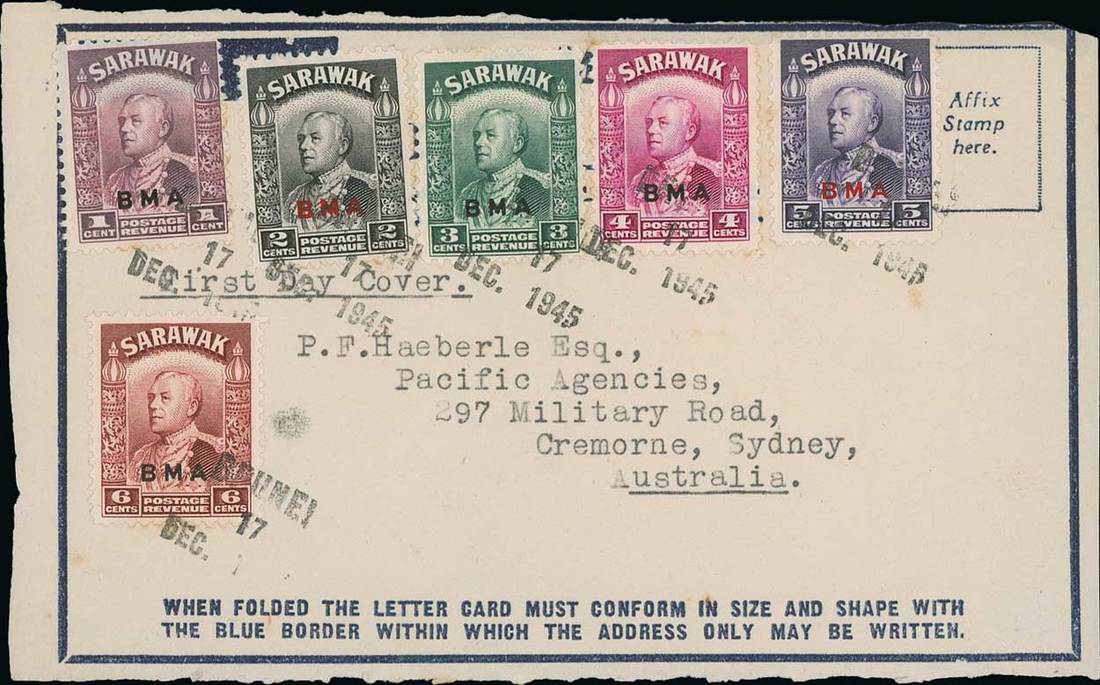 SARAWAK
BMA
1 CENT POSTAGE REVENUE 1 CENT
SARAWAK
BMA
2 CENTS POSTAGE REVENUE 2 CENTS
SARAWAK
BMA
3 CENTS POSTAGE REVENUE 3 CENTS
SARAWAK
BMA
4 CENTS POSTAGE REVENUE 4 CENTS
SARAWAK
BMA
5 CENTS POSTAGE REVENUE 5 CENTS
Affix
Stamp
here.
17
DEC.
17
DEC. 1945
17
DEC. 1945
17
DEC. 1945
DEC. 1945
First Day Cover.
P.F.Haeberle Esq.,
Pacific Agencies,
297 Military Road,
Cremorne, Sydney,
Australia.
SARAWAK
BMA
6 CENTS POSTAGE REVENUE 6 CENTS
BRUNEI
17
DEC.
WHEN FOLDED THE LETTER CARD MUST CONFORM IN SIZE AND SHAPE WITH
THE BLUE BORDER WITHIN WHICH THE ADDRESS ONLY MAY BE WRITTEN.